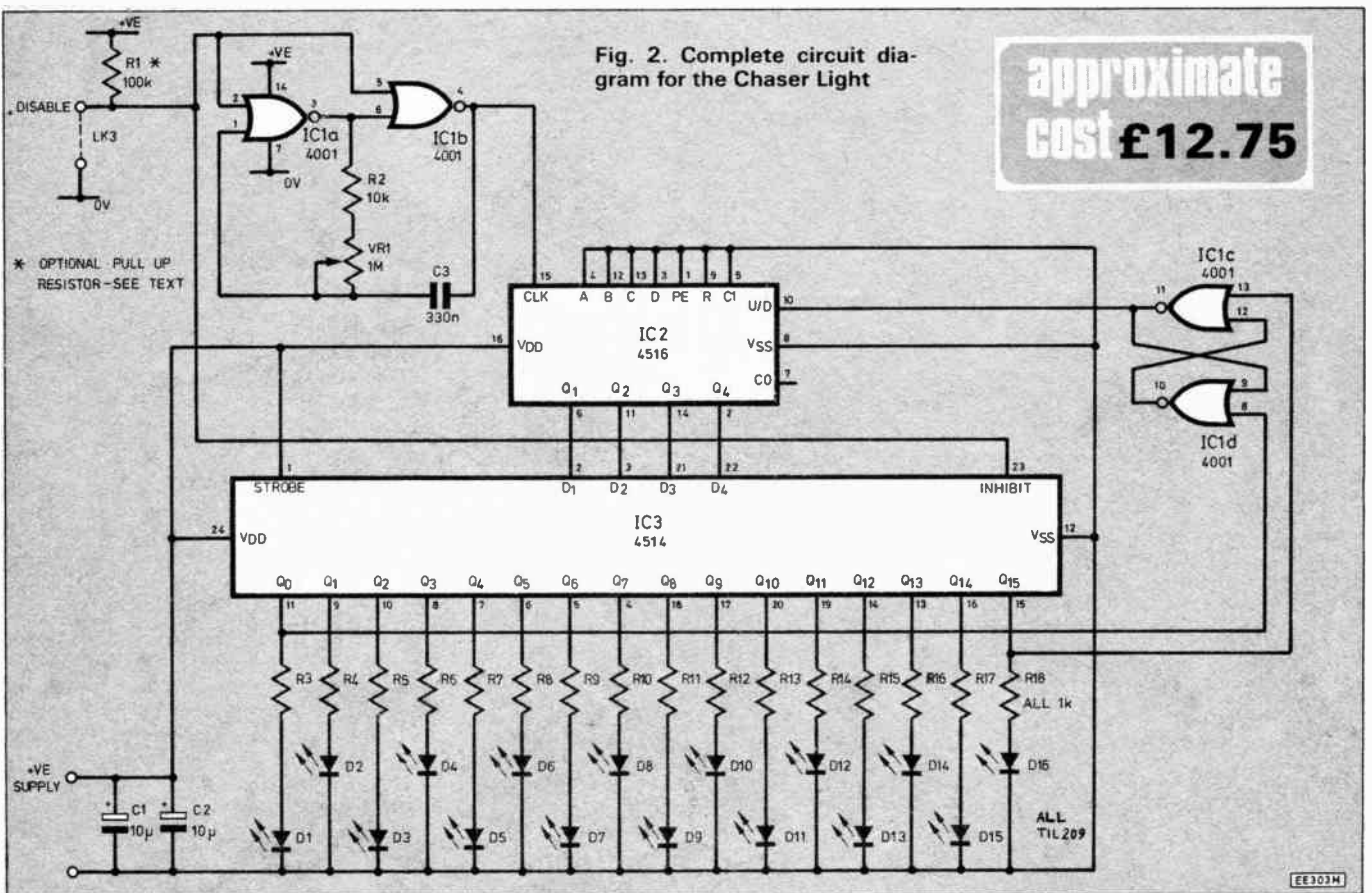 Fig. 2. Complete circuit dia-
gram for the Chaser Light
approximate
cost £12.75
+VE
R1 *
100k
DISABLE
LK3
0V
* OPTIONAL PULL UP
RESISTOR-SEE TEXT
+VE
14
2
1
3
7
0V
IC1a
4001
5
6
4
IC1b
4001
R2
10k
VR1
1M
C3
330n
15 4 12 13 3 1 9 5
CLK A B C D PE R C1
U/D 10
16 VDD
IC2
4516
VSS 8
CO 7
Q1 Q2 Q3 Q4
6 11 14 2
IC1c
4001
11 13
12
10 9
8
IC1d
4001
1 2 3 21 22 23
STROBE D1 D2 D3 D4 INHIBIT
IC3
4514
24 VDD
VSS 12
Q0 Q1 Q2 Q3 Q4 Q5 Q6 Q7 Q8 Q9 Q10 Q11 Q12 Q13 Q14 Q15
11 9 10 8 7 6 5 4 18 17 20 19 14 13 16 15
R3 R4 R5 R6 R7 R8 R9 R10 R11 R12 R13 R14 R15 R16 R17 R18
ALL 1k
D2 D4 D6 D8 D10 D12 D14 D16
D1 D3 D5 D7 D9 D11 D13 D15
ALL
TIL209
+VE
SUPPLY
+ C1
10µ
+ C2
10µ
EE303M